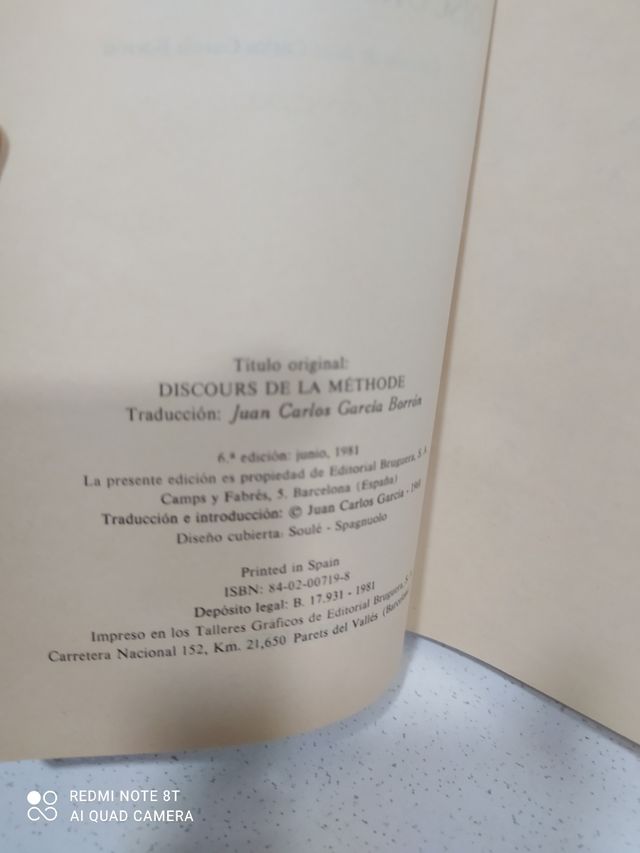 Título original:
DISCOURS DE LA MÉTHODE
Traducción: Juan Carlos García Borrón
6.ª edición: junio, 1981
La presente edición es propiedad de Editorial Bruguera, S. A.
Camps y Fabrés, 5. Barcelona (España)
Traducción e introducción: © Juan Carlos García -
Diseño cubierta: Soulé - Spagnuolo
Printed in Spain
ISBN: 84-02-00719-8
Depósito legal: B. 17.931 - 1981
Impreso en los Talleres Gráficos de Editorial Bruguera, S.
Carretera Nacional 152, Km. 21,650 Parets del Vallés (Barcelona
REDMI NOTE 8T
AI QUAD CAMERA